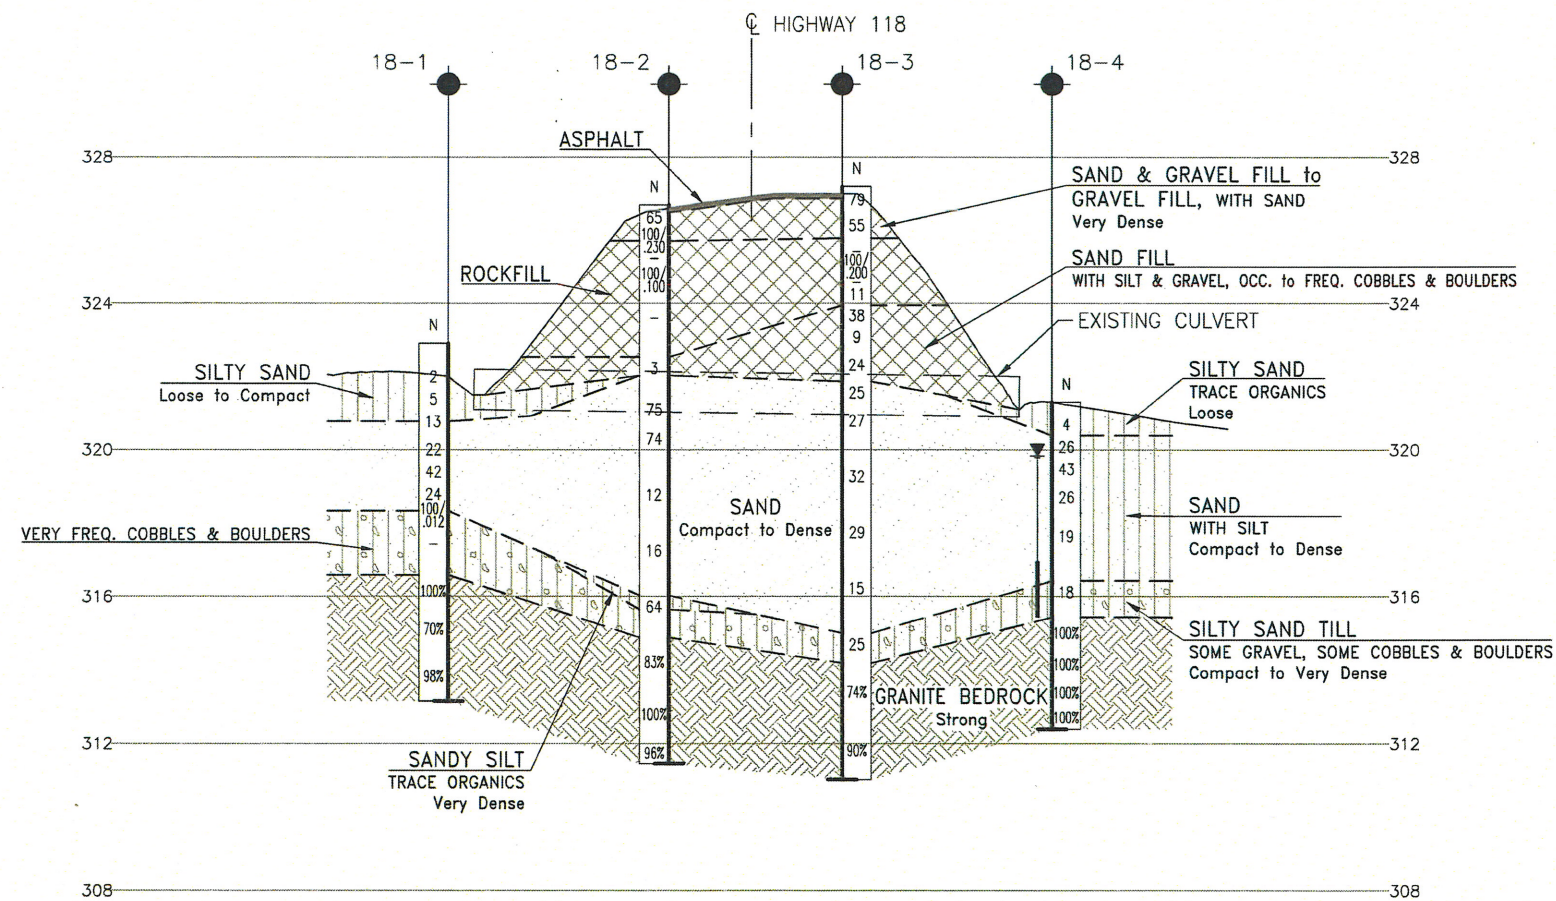 ℄ HIGHWAY 118
18-1
18-2
18-3
18-4
ASPHALT
328
328
N
N
SAND & GRAVEL FILL to
GRAVEL FILL, WITH SAND
Very Dense
65
100/
.230
–
100/
.100
–
3
75
74
12
16
64
83%
100%
96%
79
55
–
100/
.200
–
11
38
9
24
25
27
32
29
15
25
74%
90%
SAND FILL
WITH SILT & GRAVEL, OCC. to FREQ. COBBLES & BOULDERS
ROCKFILL
324
324
EXISTING CULVERT
N
2
5
13
22
42
24
100/
.012
–
100%
70%
98%
SILTY SAND
Loose to Compact
SILTY SAND
TRACE ORGANICS
Loose
N
4
26
43
26
19
18
100%
100%
100%
100%
320
320
SAND
Compact to Dense
SAND
WITH SILT
Compact to Dense
VERY FREQ. COBBLES & BOULDERS
316
316
SILTY SAND TILL
SOME GRAVEL, SOME COBBLES & BOULDERS
Compact to Very Dense
GRANITE BEDROCK
Strong
312
312
SANDY SILT
TRACE ORGANICS
Very Dense
308
308